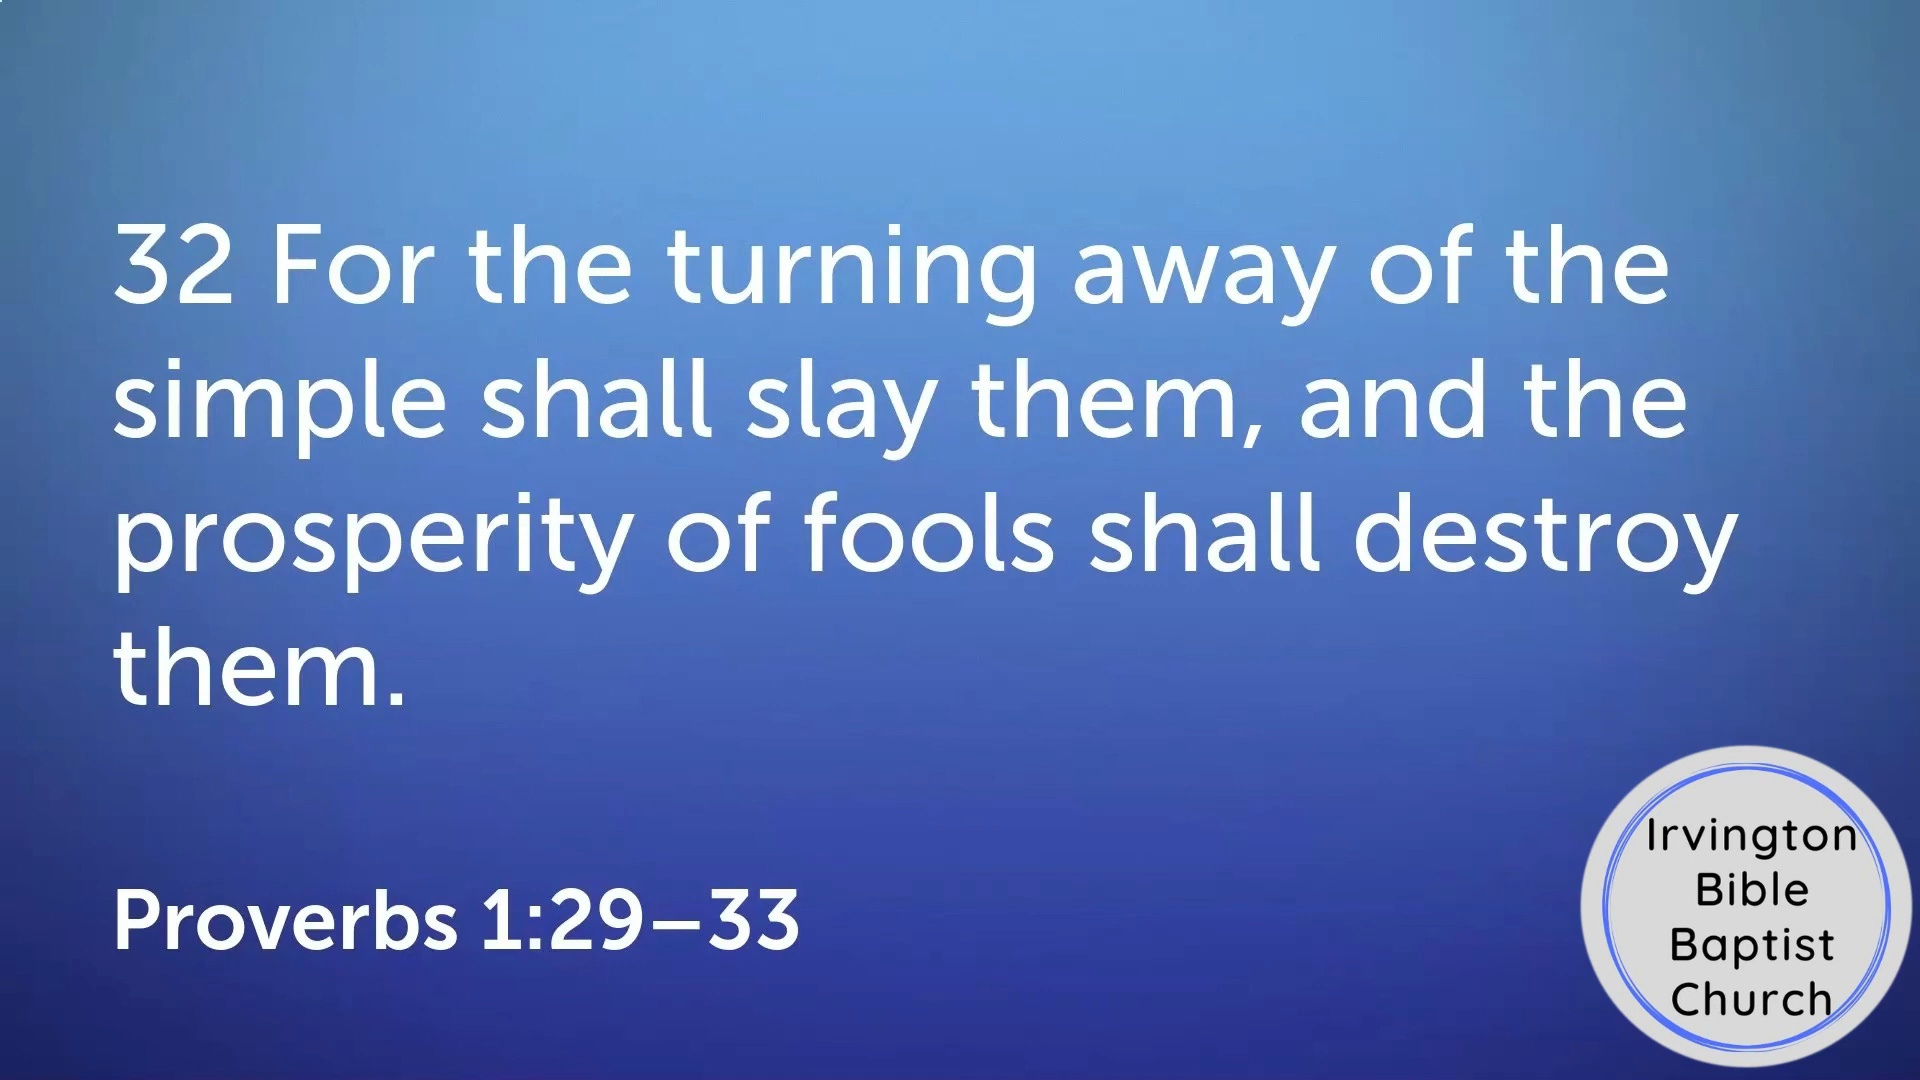 32 For the turning away of the
simple shall slay them, and the
prosperity of fools shall destroy
them.
Proverbs 1:29–33
Irvington
Bible
Baptist
Church